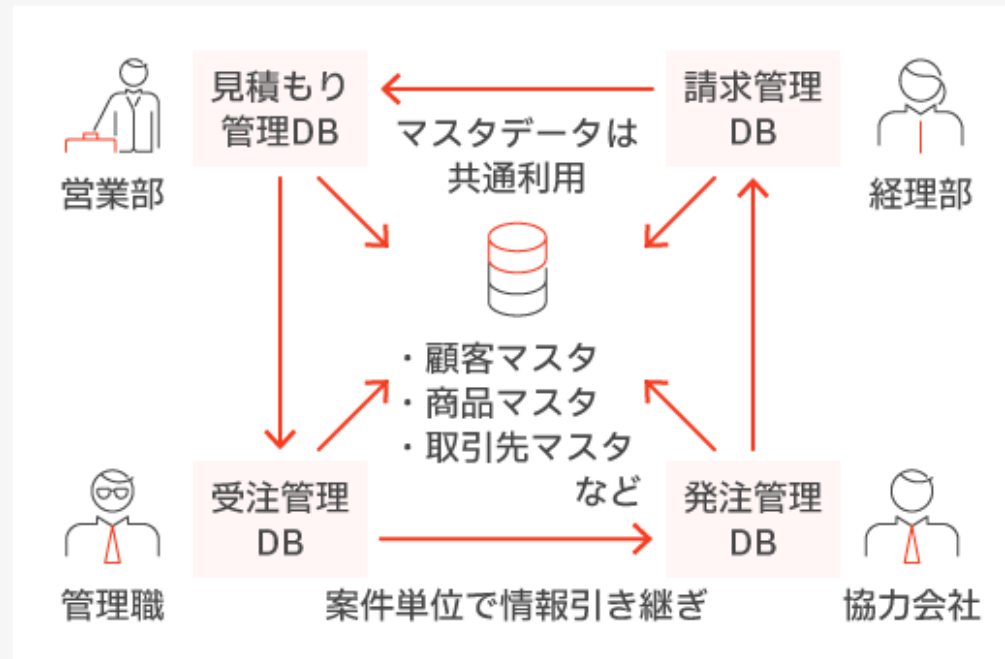 見積もり
管理DB
請求管理
DB
マスタデータは
共通利用
営業部
経理部
・顧客マスタ
・商品マスタ
・取引先マスタ
など
受注管理
DB
発注管理
DB
管理職
案件単位で情報引き継ぎ
協力会社